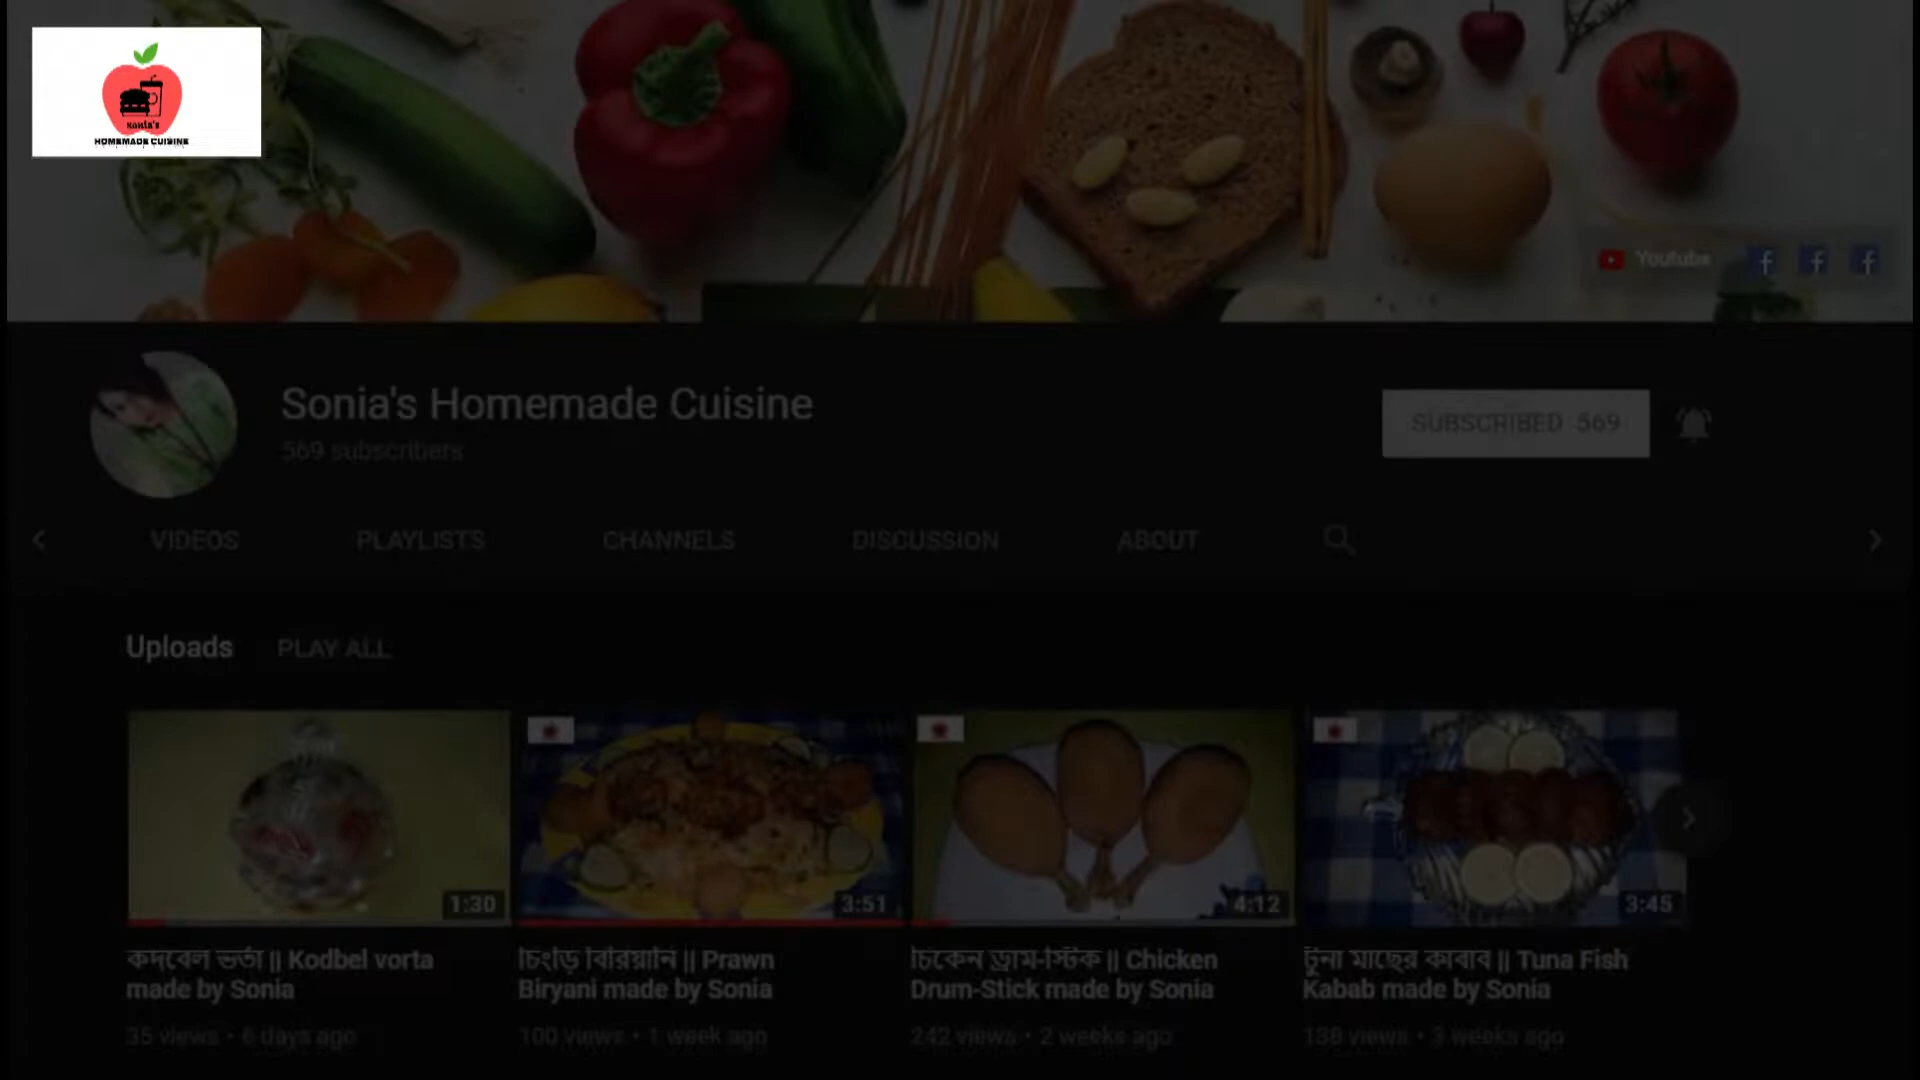 sonia's
HOMEMADE CUISINE
Youtube
Sonia's Homemade Cuisine
569 subscribers
SUBSCRIBED 569
VIDEOS PLAYLISTS CHANNELS DISCUSSION ABOUT
Uploads PLAY ALL
1:30 3:51 4:12 3:45
কদবেল ভর্তা || Kodbel vorta
made by Sonia
চিংড়ি বিরিয়ানি || Prawn
Biryani made by Sonia
চিকেন ড্রাম-স্টিক || Chicken
Drum-Stick made by Sonia
টুনা মাছের কাবাব || Tuna Fish
Kabab made by Sonia
35 views • 6 days ago
100 views • 1 week ago
242 views • 2 weeks ago
138 views • 3 weeks ago